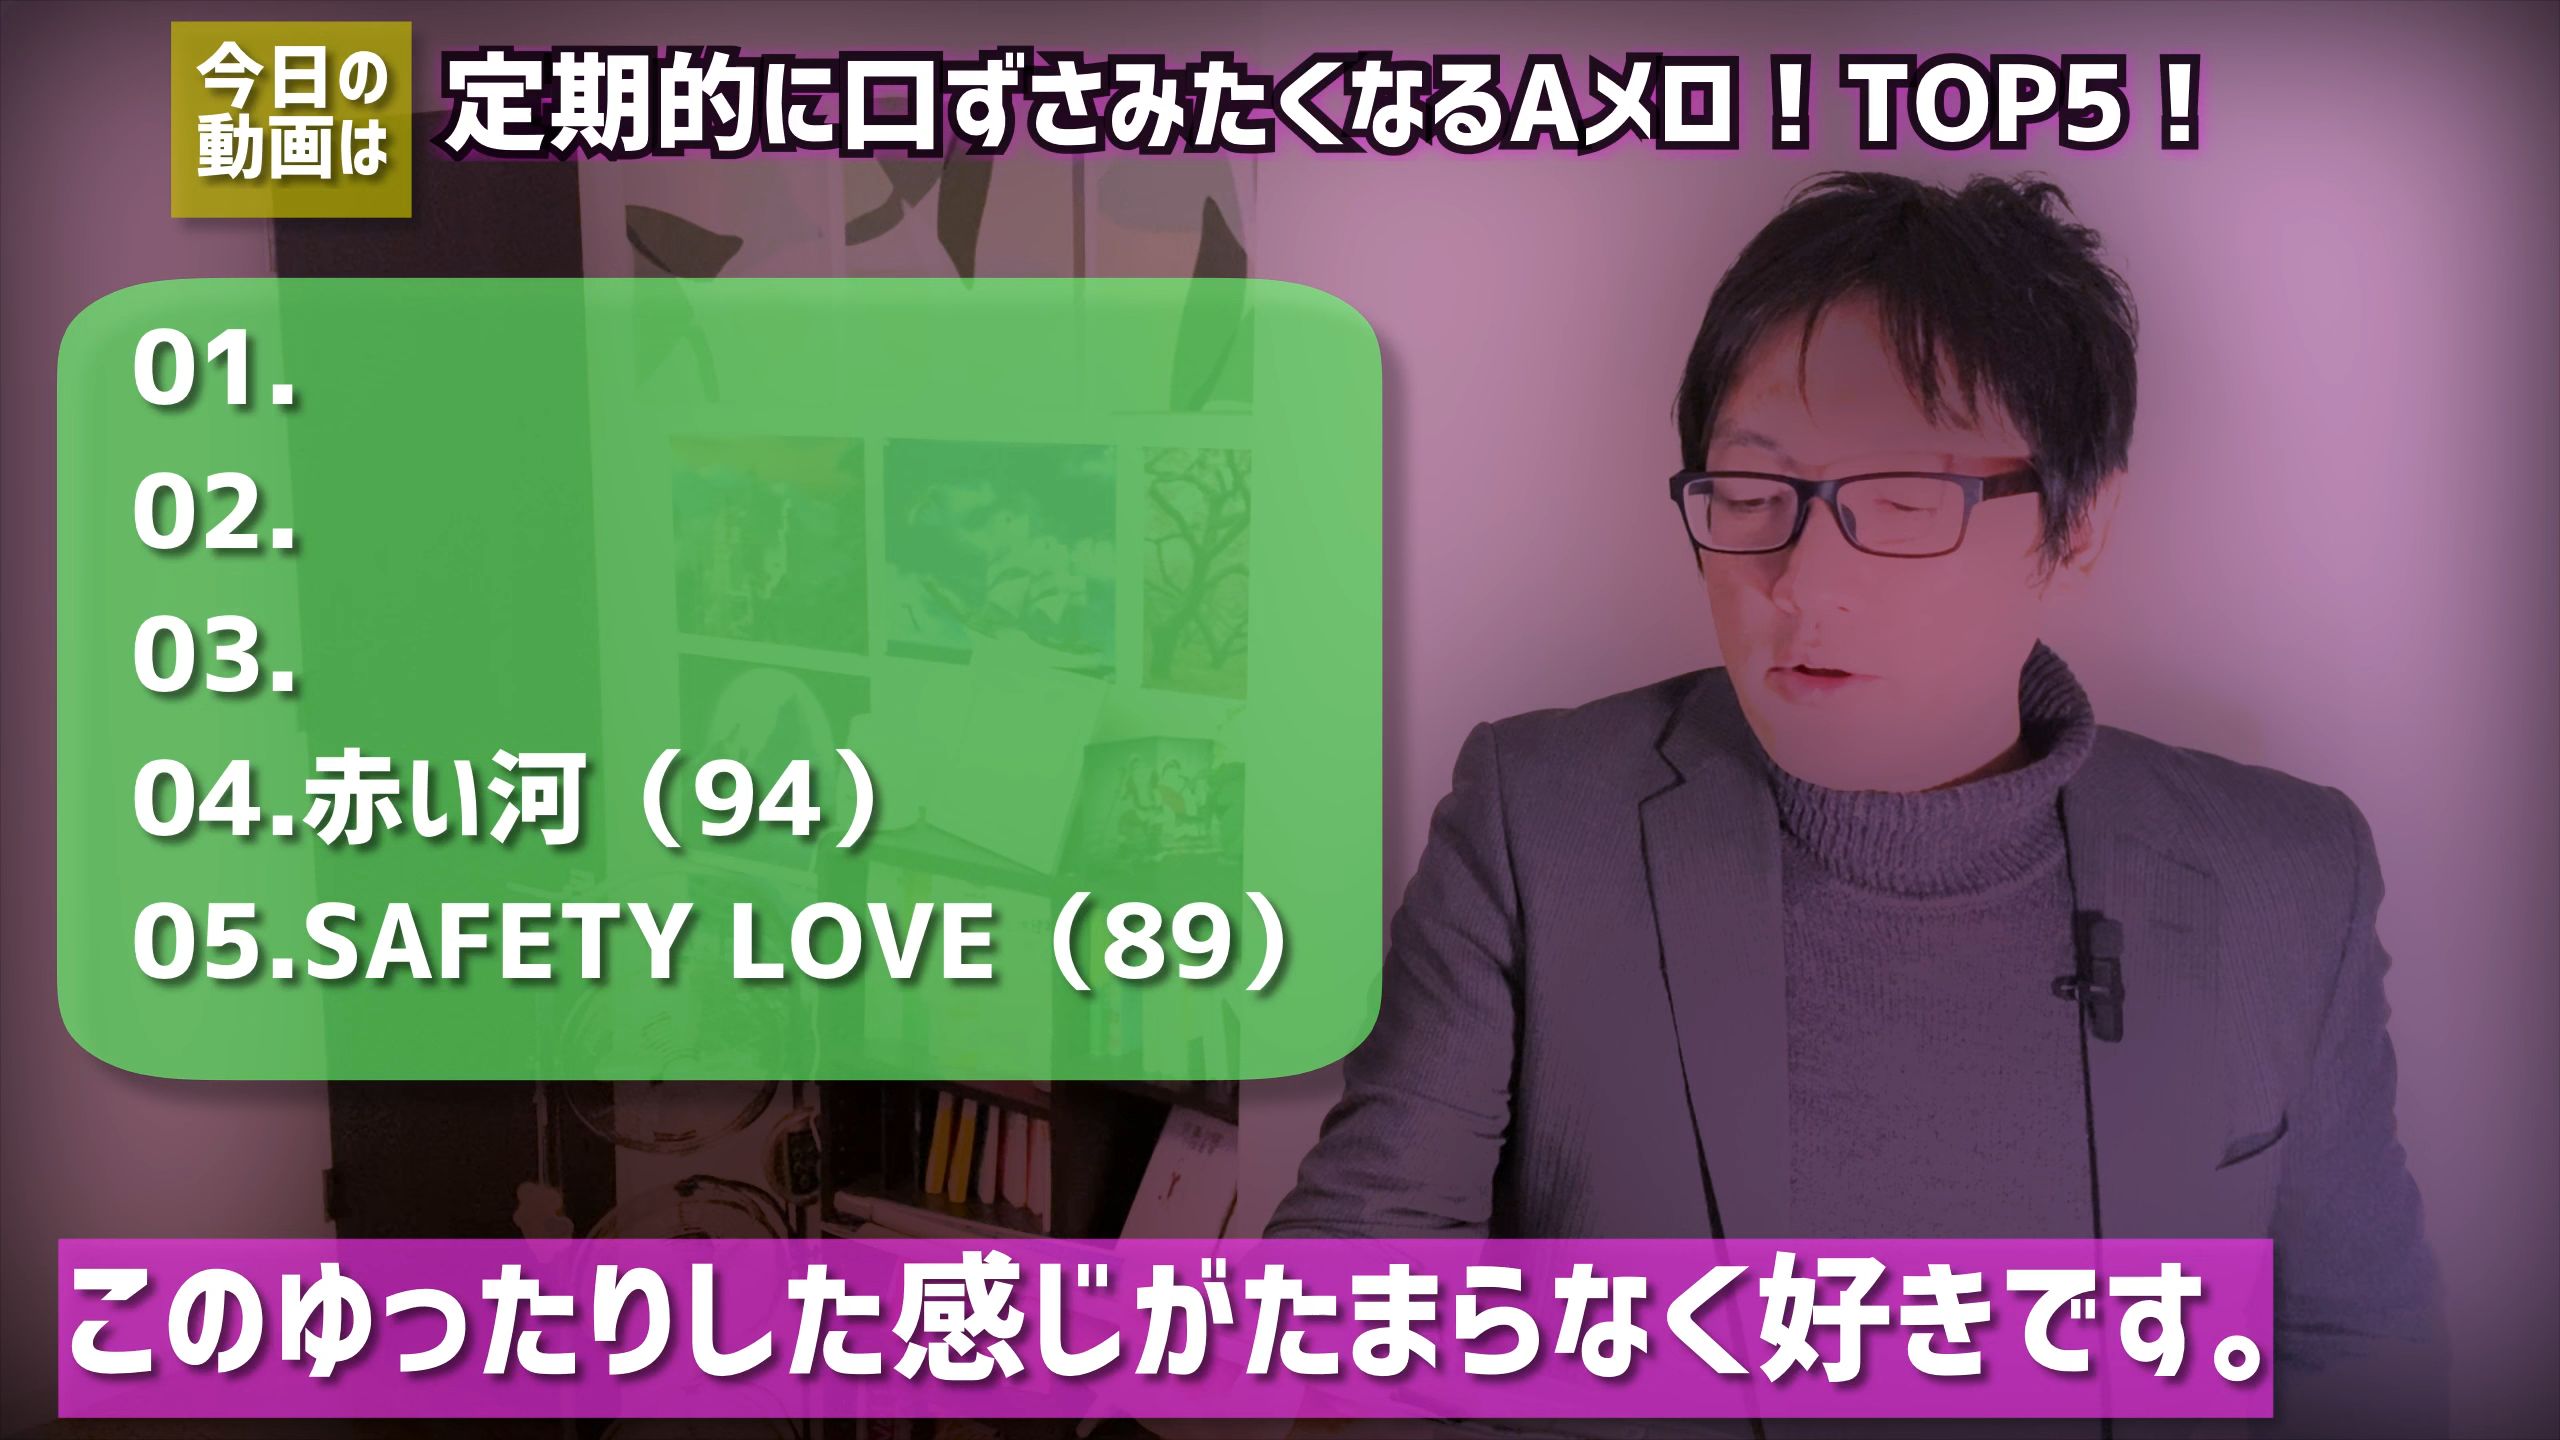 今日の
動画は
定期的に口ずさみたくなるAメロ！TOP5！
01.
02.
03.
04.赤い河（94）
05.SAFETY LOVE（89）
このゆったりした感じがたまらなく好きです。